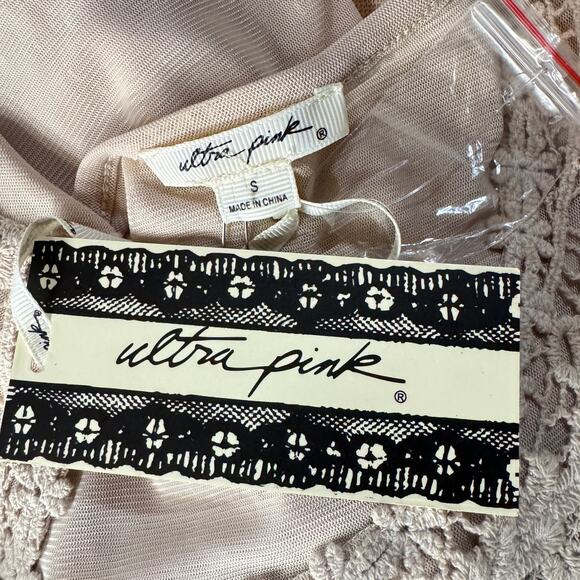 ultra pink ®
S
MADE IN CHINA
ultra pink ®